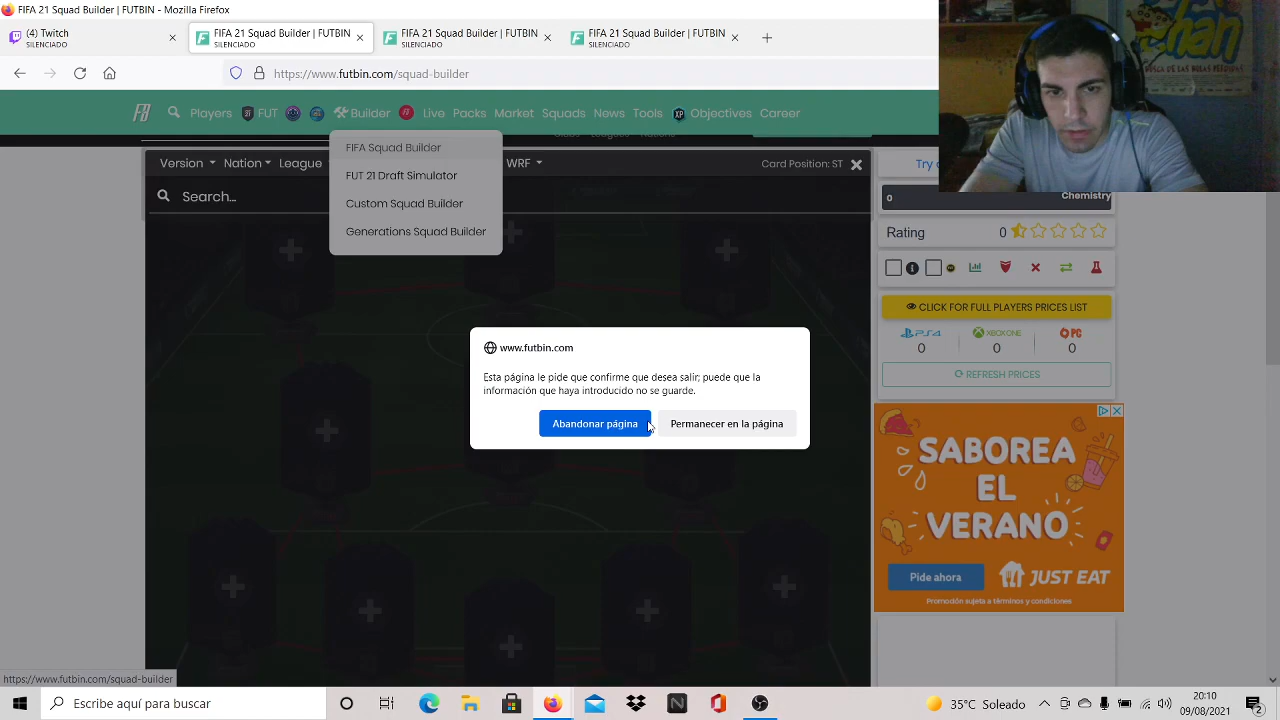 FIFA 21 Squad Builder | FUTBIN - Mozilla Firefox
(4) Twitch
SILENCIADO
FIFA 21 Squad Builder | FUTBIN
SILENCIADO
FIFA 21 Squad Builder | FUTBIN
SILENCIADO
FIFA 21 Squad Builder | FUTBIN
SILENCIADO
https://www.futbin.com/squad-builder
Players FUT Builder Live Packs Market Squads News Tools XP Objectives Career
FIFA Squad Builder
FUT 21 Draft Simulator
Custom Card Builder
Generations Squad Builder
Version Nation League WRF Card Position: ST
Search...
Try
0 Chemistry
Rating 0
CLICK FOR FULL PLAYERS PRICES LIST
PS4 XBOX ONE PC
0 0 0
REFRESH PRICES
www.futbin.com
Esta página le pide que confirme que desea salir; puede que la
información que haya introducido no se guarde.
Abandonar página Permanecer en la página
SABOREA
EL
VERANO
Pide ahora JUST EAT
Promoción sujeta a términos y condiciones
https://www.futbin.com/squad-builder
Escribe aquí para buscar
35°C Soleado
20:10
09/08/2021
2